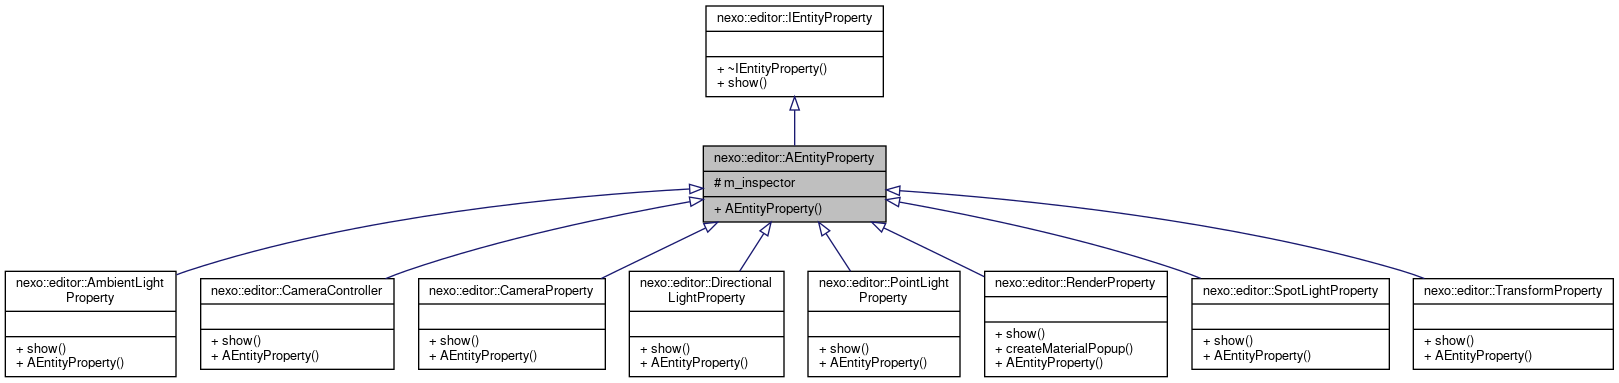 nexo::editor::IEntityProperty
+ ~IEntityProperty()
+ show()
nexo::editor::AEntityProperty
# m_inspector
+ AEntityProperty()
nexo::editor::AmbientLight
Property
+ show()
+ AEntityProperty()
nexo::editor::CameraController
+ show()
+ AEntityProperty()
nexo::editor::CameraProperty
+ show()
+ AEntityProperty()
nexo::editor::Directional
LightProperty
+ show()
+ AEntityProperty()
nexo::editor::PointLight
Property
+ show()
+ AEntityProperty()
nexo::editor::RenderProperty
+ show()
+ createMaterialPopup()
+ AEntityProperty()
nexo::editor::SpotLightProperty
+ show()
+ AEntityProperty()
nexo::editor::TransformProperty
+ show()
+ AEntityProperty()